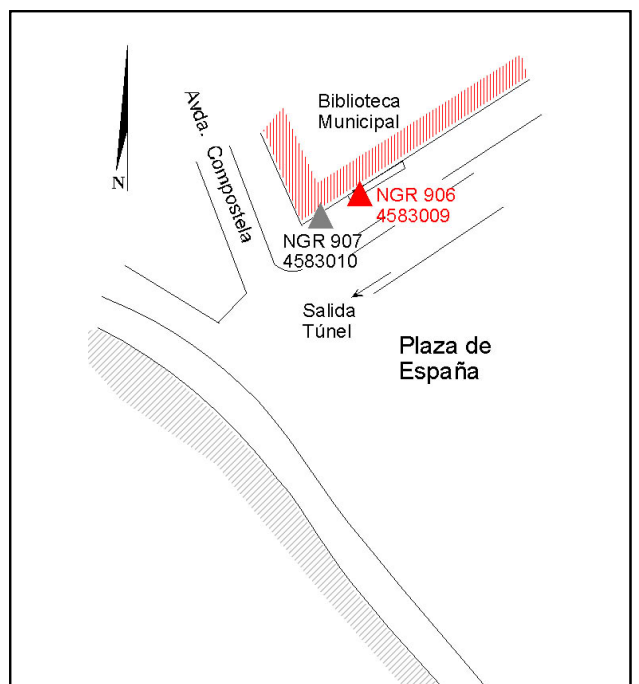 Biblioteca
Municipal
Avda. Compostela
N
NGR 906
4583009
NGR 907
4583010
Salida
Túnel
Plaza de
España